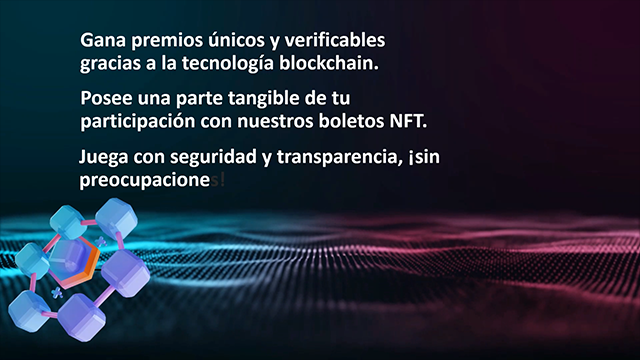 Gana premios únicos y verificables
gracias a la tecnología blockchain.
Posee una parte tangible de tu
participación con nuestros boletos NFT.
Juega con seguridad y transparencia, ¡sin
preocupaciones!